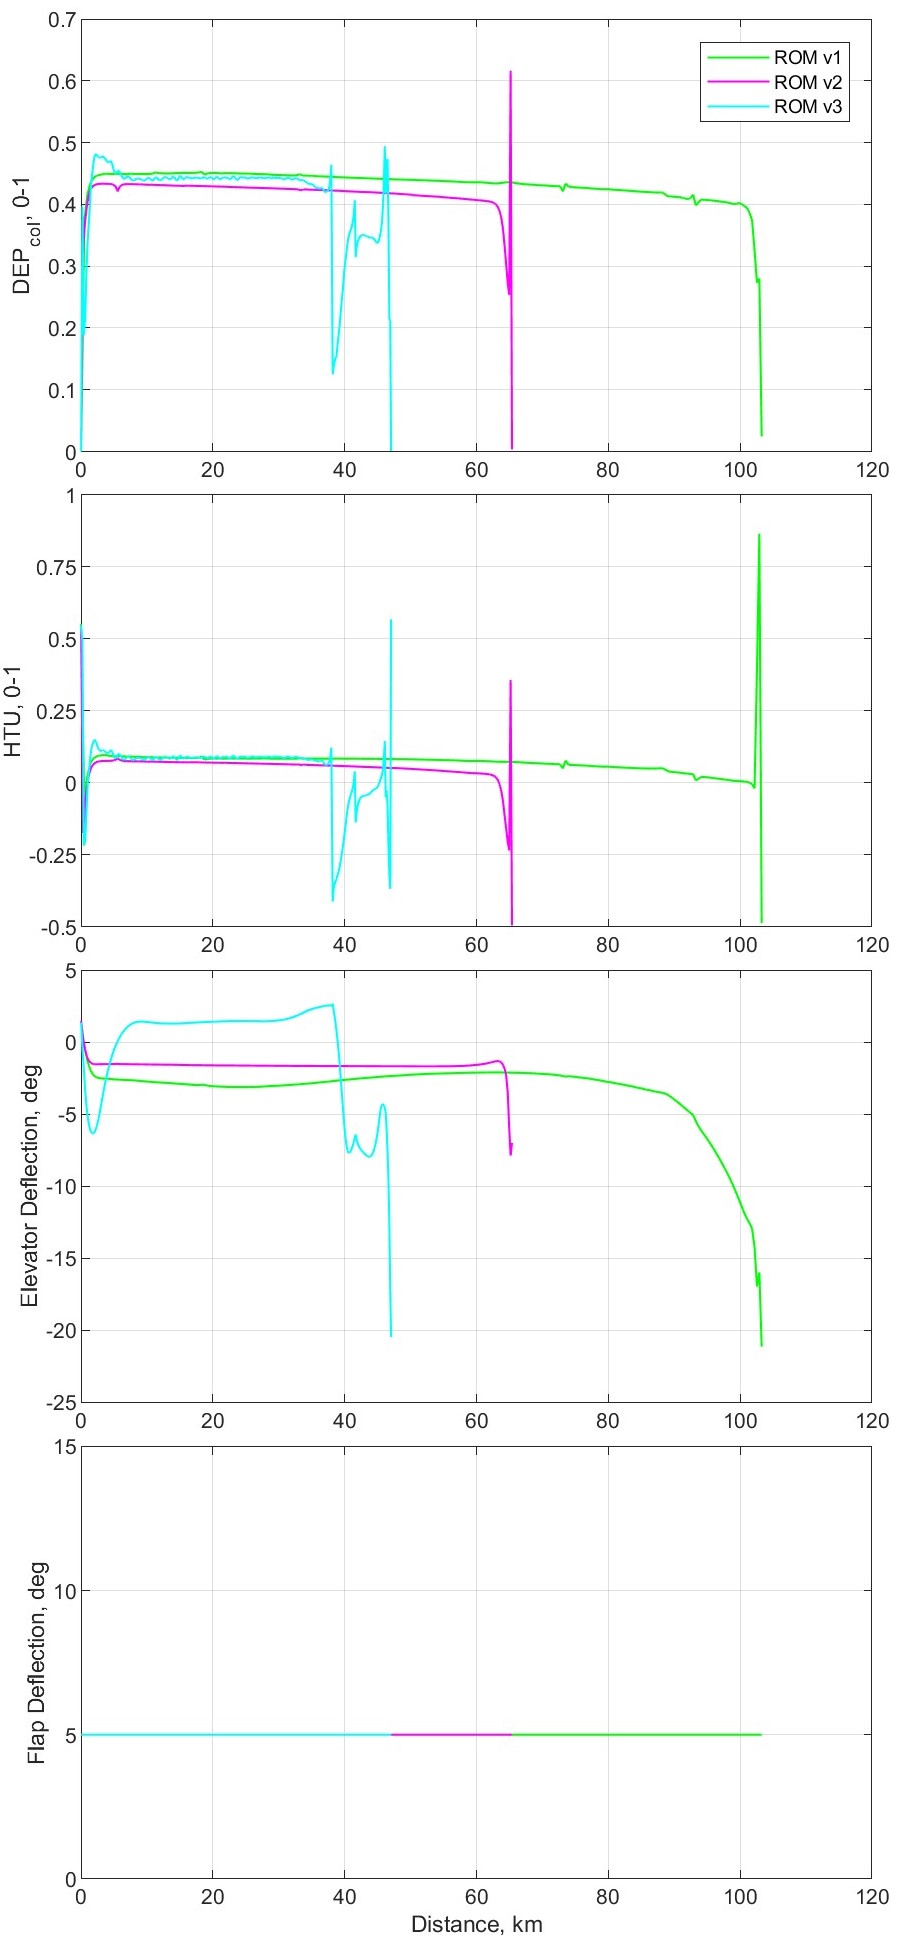 0.7
0.6
0.5
0.4
0.3
0.2
0.1
0
DEP col, 0-1
ROM v1
ROM v2
ROM v3
0 20 40 60 80 100 120
1
0.75
0.5
0.25
0
-0.25
-0.5
HTU, 0-1
0 20 40 60 80 100 120
5
0
-5
-10
-15
-20
-25
Elevator Deflection, deg
0 20 40 60 80 100 120
15
10
5
0
Flap Deflection, deg
0 20 40 60 80 100 120
Distance, km